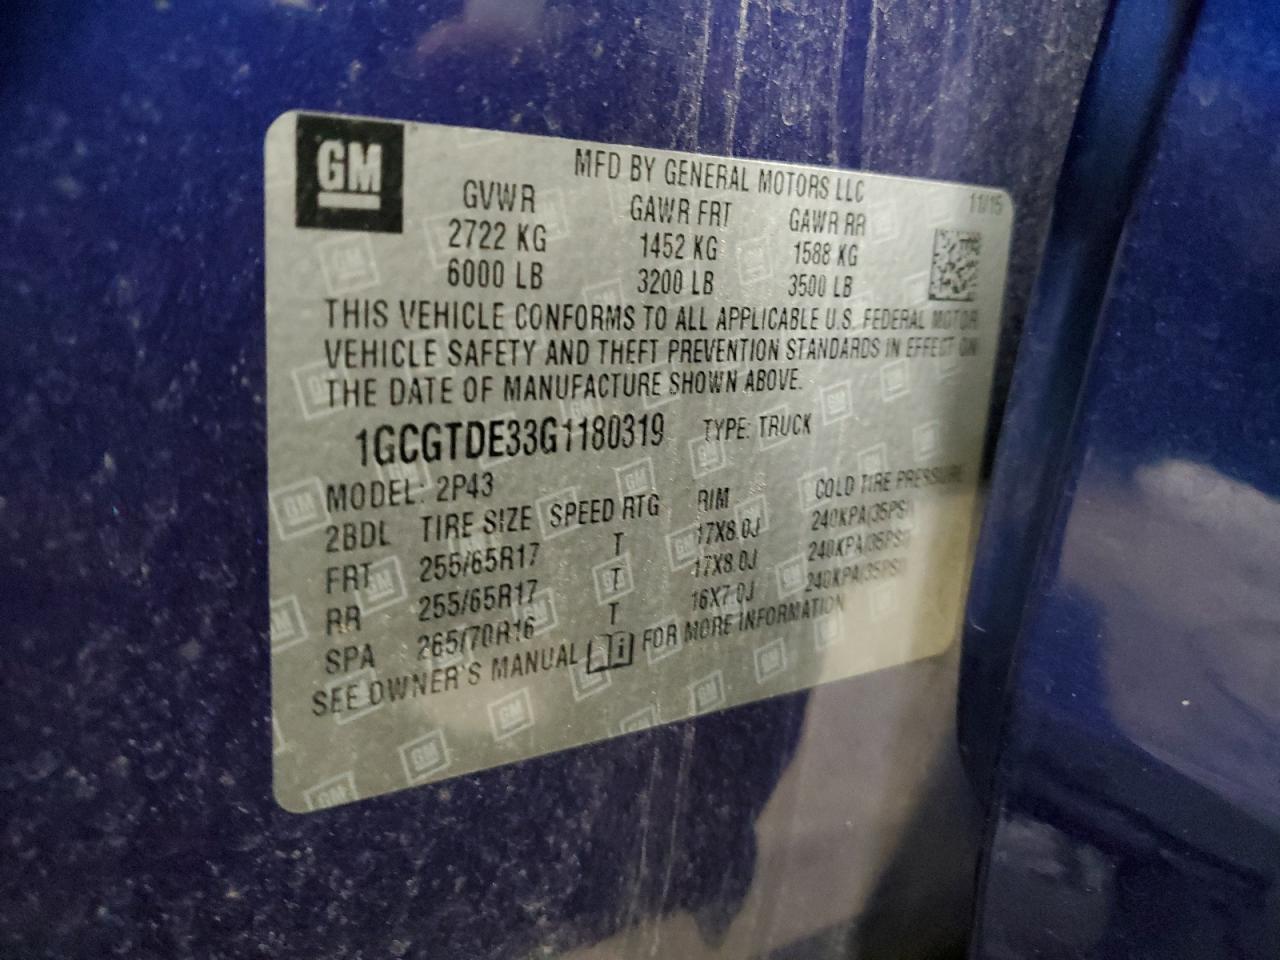 GM
MFD BY GENERAL MOTORS LLC
11/15
GVWR GAWR FRT GAWR RR
2722 KG 1452 KG 1588 KG
6000 LB 3200 LB 3500 LB
THIS VEHICLE CONFORMS TO ALL APPLICABLE U.S. FEDERAL MOTOR
VEHICLE SAFETY AND THEFT PREVENTION STANDARDS IN EFFECT ON
THE DATE OF MANUFACTURE SHOWN ABOVE.
1GCGTDE33G1180319 TYPE: TRUCK
MODEL: 2P43
2BDL TIRE SIZE SPEED RTG RIM COLD TIRE PRESSURE
FRT 255/65R17 T 17X8.0J 240KPA(35PSI)
RR 255/65R17 T 17X8.0J 240KPA(35PSI)
SPA 265/70R16 T 16X7.0J 240KPA(35PSI)
SEE OWNER'S MANUAL i FOR MORE INFORMATION